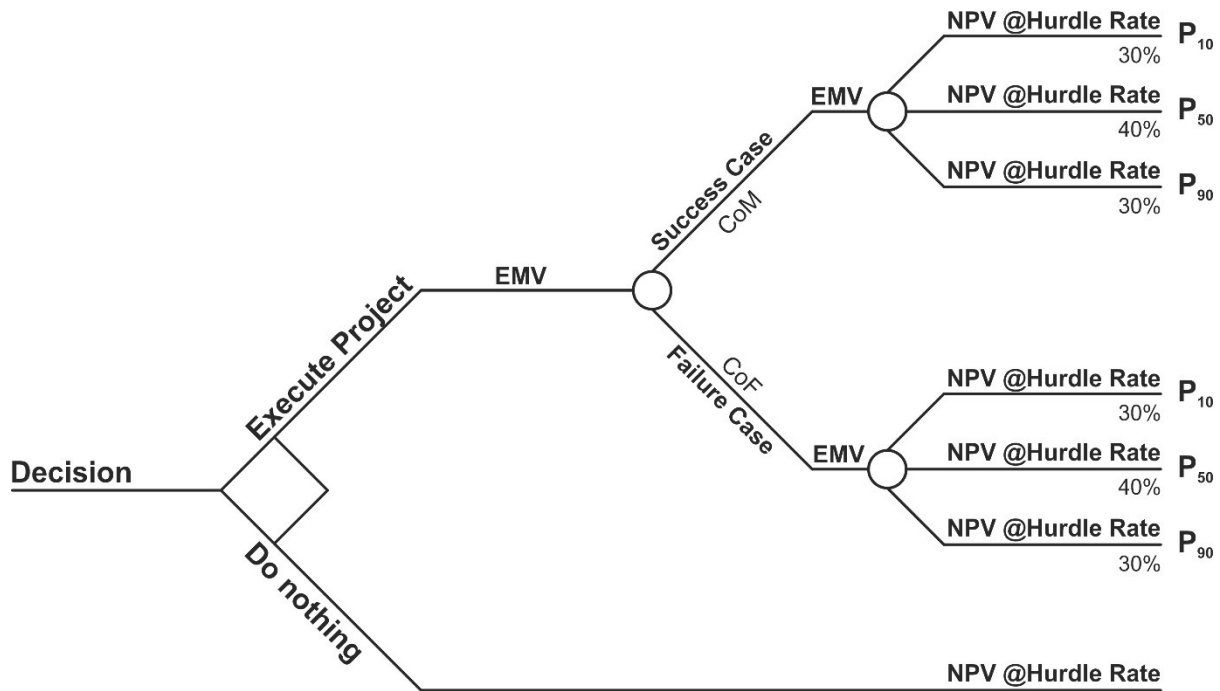 NPV @Hurdle Rate P10
30%
EMV NPV @Hurdle Rate P50
40%
NPV @Hurdle Rate P90
30%
Success Case
CoM
EMV
Execute Project
CoF
Failure Case
NPV @Hurdle Rate P10
30%
EMV NPV @Hurdle Rate P50
40%
NPV @Hurdle Rate P90
30%
Decision
Do nothing
NPV @Hurdle Rate